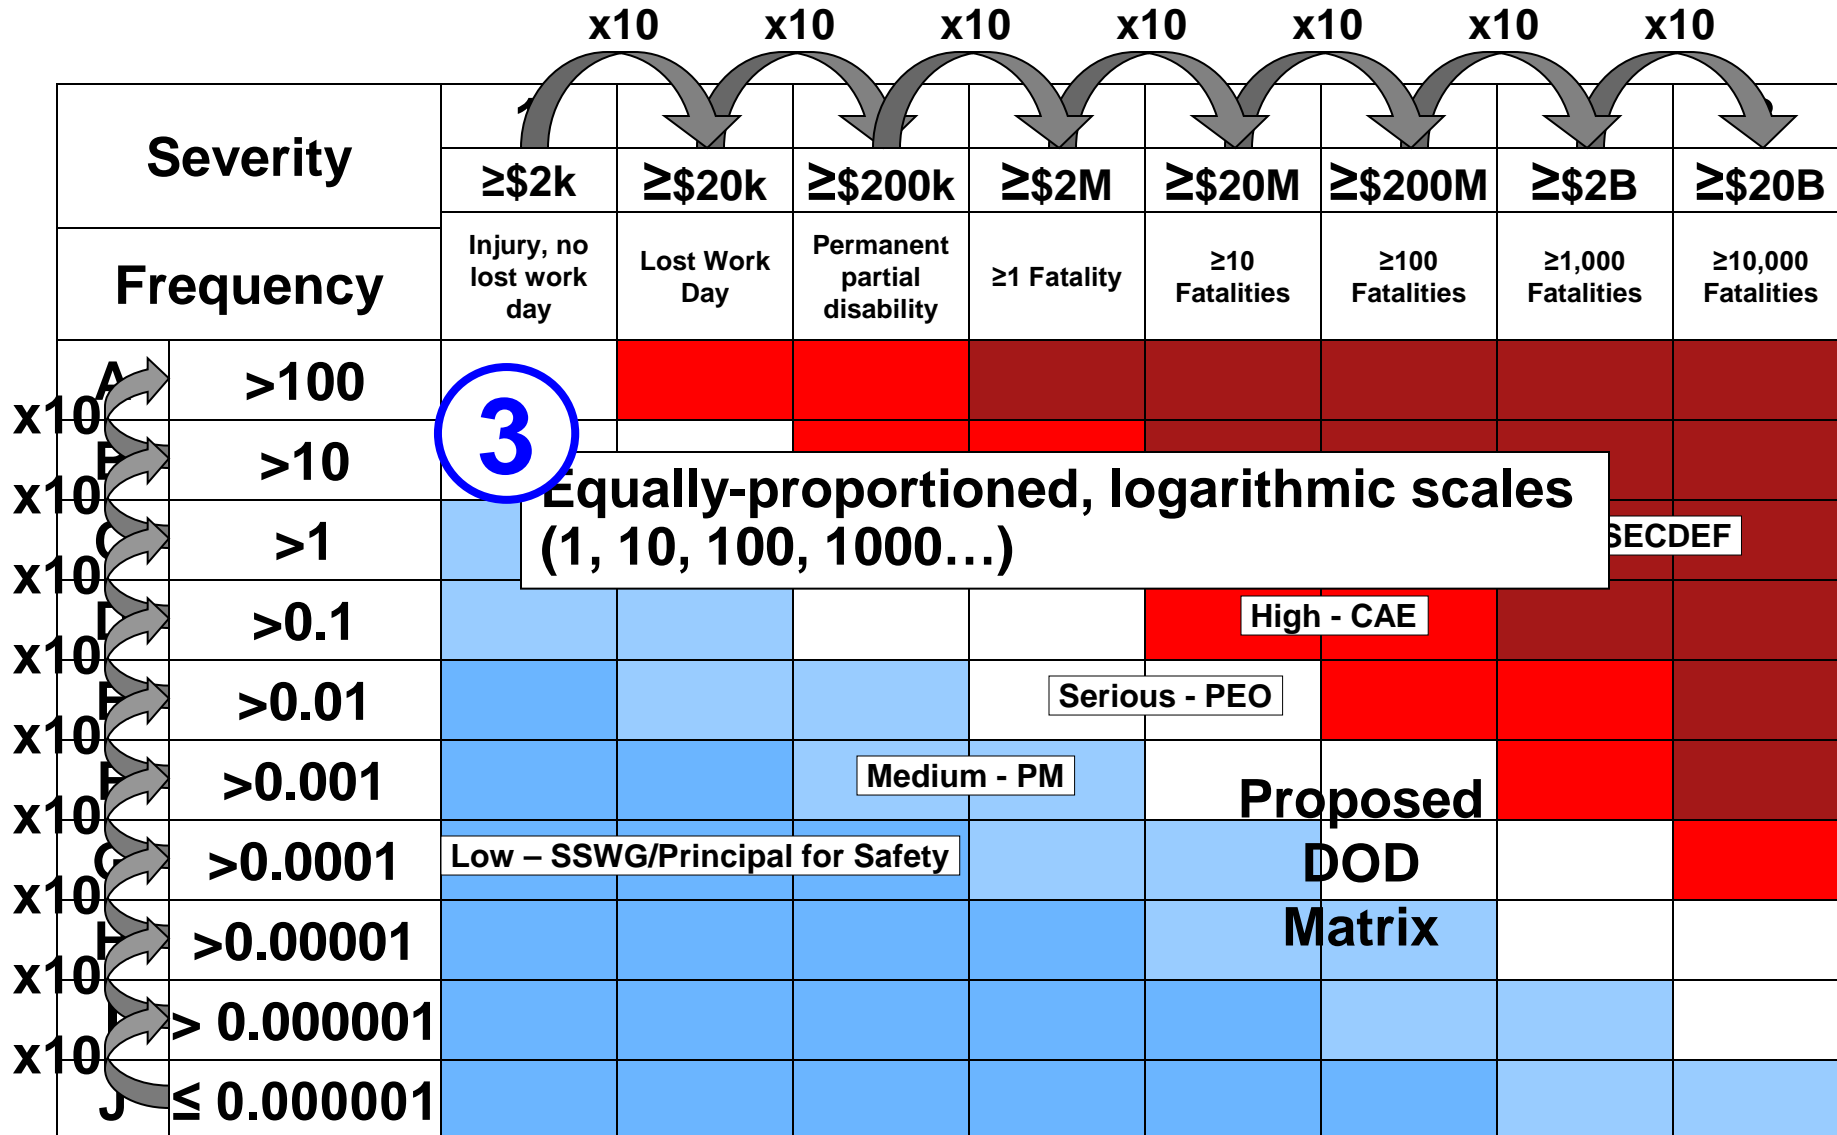 x10 x10 x10 x10 x10 x10 x10
Severity
≥$2k ≥$20k ≥$200k ≥$2M ≥$20M ≥$200M ≥$2B ≥$20B
Frequency
Injury, no
lost work
day
Lost Work
Day
Permanent
partial
disability
≥1 Fatality
≥10
Fatalities
≥100
Fatalities
≥1,000
Fatalities
≥10,000
Fatalities
A >100
x10
3
B >10
x10
Equally-proportioned, logarithmic scales
(1, 10, 100, 1000…)
C >1
SECDEF
x10
D >0.1
High - CAE
x10
>0.01
Serious - PEO
x10
>0.001
Medium - PM
x10
Proposed
DOD
Matrix
G >0.0001
Low – SSWG/Principal for Safety
x10
H >0.00001
x10
I > 0.000001
x10
J ≤ 0.000001